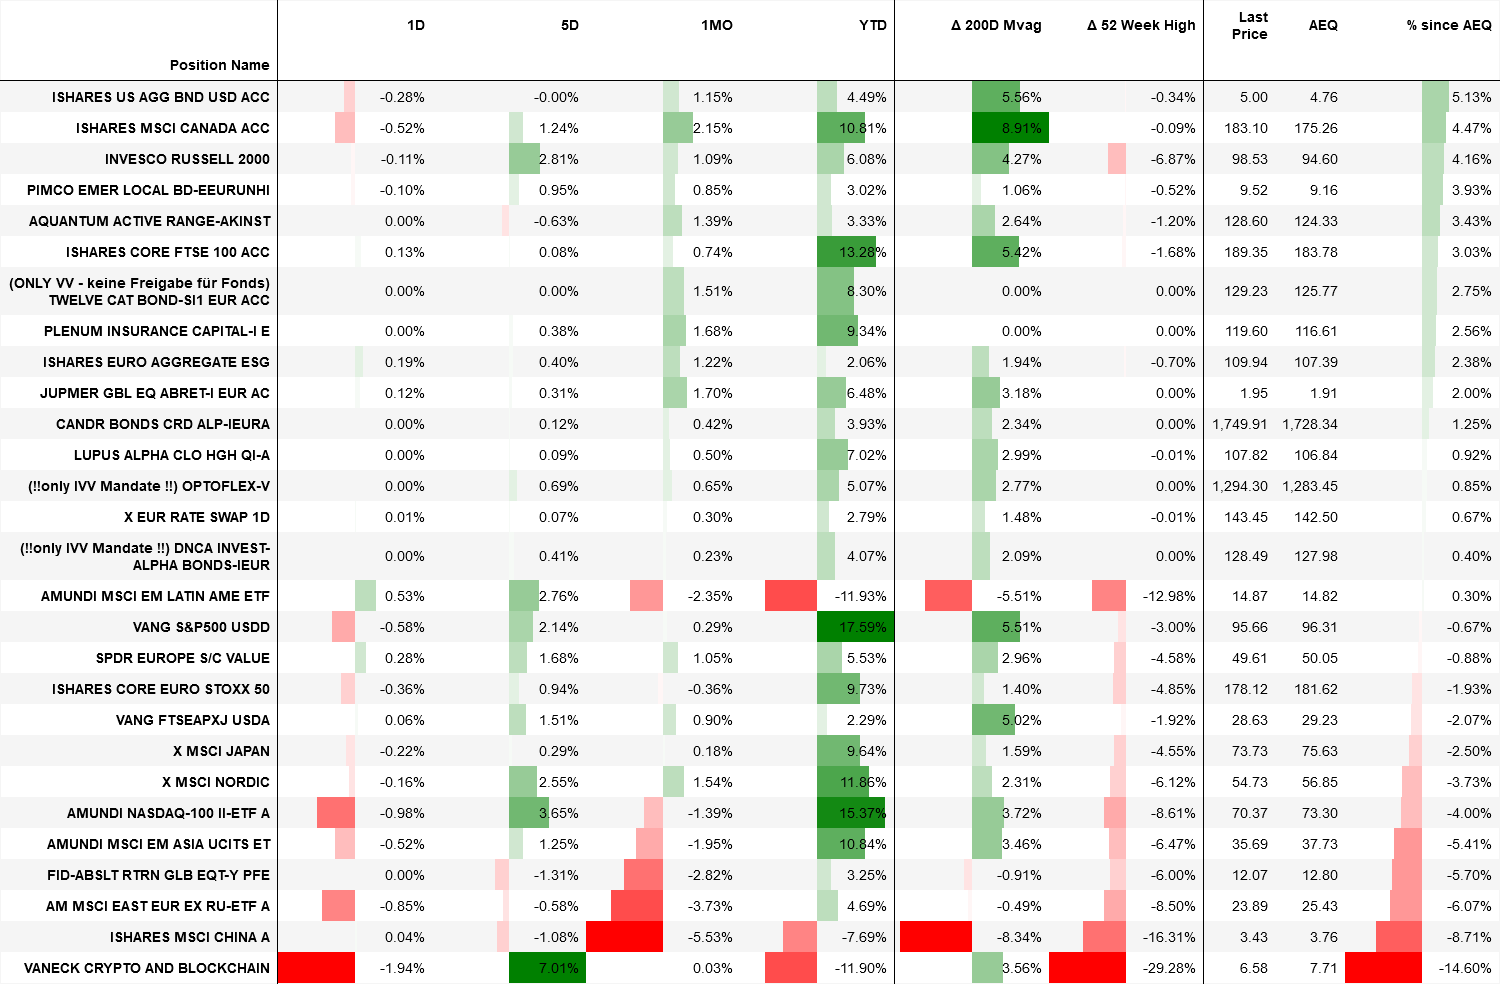 1D 5D 1MO YTD Δ 200D Mvag Δ 52 Week High Last Price AEQ % since AEQ
Position Name
ISHARES US AGG BND USD ACC -0.28% -0.00% 1.15% 4.49% 5.56% -0.34% 5.00 4.76 5.13%
ISHARES MSCI CANADA ACC -0.52% 1.24% 2.15% 10.81% 8.91% -0.09% 183.10 175.26 4.47%
INVESCO RUSSELL 2000 -0.11% 2.81% 1.09% 6.08% 4.27% -6.87% 98.53 94.60 4.16%
PIMCO EMER LOCAL BD-EEURUNHI -0.10% 0.95% 0.85% 3.02% 1.06% -0.52% 9.52 9.16 3.93%
AQUANTUM ACTIVE RANGE-AKINST 0.00% -0.63% 1.39% 3.33% 2.64% -1.20% 128.60 124.33 3.43%
ISHARES CORE FTSE 100 ACC 0.13% 0.08% 0.74% 13.28% 5.42% -1.68% 189.35 183.78 3.03%
(ONLY VV - keine Freigabe für Fonds)
TWELVE CAT BOND-SI1 EUR ACC 0.00% 0.00% 1.51% 8.30% 0.00% 0.00% 129.23 125.77 2.75%
PLENUM INSURANCE CAPITAL-I E 0.00% 0.38% 1.68% 9.34% 0.00% 0.00% 119.60 116.61 2.56%
ISHARES EURO AGGREGATE ESG 0.19% 0.40% 1.22% 2.06% 1.94% -0.70% 109.94 107.39 2.38%
JUPMER GBL EQ ABRET-I EUR AC 0.12% 0.31% 1.70% 6.48% 3.18% 0.00% 1.95 1.91 2.00%
CANDR BONDS CRD ALP-IEURA 0.00% 0.12% 0.42% 3.93% 2.34% 0.00% 1,749.91 1,728.34 1.25%
LUPUS ALPHA CLO HGH QI-A 0.00% 0.09% 0.50% 7.02% 2.99% -0.01% 107.82 106.84 0.92%
(!!only IVV Mandate !!) OPTOFLEX-V 0.00% 0.69% 0.65% 5.07% 2.77% 0.00% 1,294.30 1,283.45 0.85%
X EUR RATE SWAP 1D 0.01% 0.07% 0.30% 2.79% 1.48% -0.01% 143.45 142.50 0.67%
(!!only IVV Mandate !!) DNCA INVEST-
ALPHA BONDS-IEUR 0.00% 0.41% 0.23% 4.07% 2.09% 0.00% 128.49 127.98 0.40%
AMUNDI MSCI EM LATIN AME ETF 0.53% 2.76% -2.35% -11.93% -5.51% -12.98% 14.87 14.82 0.30%
VANG S&P500 USDD -0.58% 2.14% 0.29% 17.59% 5.51% -3.00% 95.66 96.31 -0.67%
SPDR EUROPE S/C VALUE 0.28% 1.68% 1.05% 5.53% 2.96% -4.58% 49.61 50.05 -0.88%
ISHARES CORE EURO STOXX 50 -0.36% 0.94% -0.36% 9.73% 1.40% -4.85% 178.12 181.62 -1.93%
VANG FTSEAPXJ USDA 0.06% 1.51% 0.90% 2.29% 5.02% -1.92% 28.63 29.23 -2.07%
X MSCI JAPAN -0.22% 0.29% 0.18% 9.64% 1.59% -4.55% 73.73 75.63 -2.50%
X MSCI NORDIC -0.16% 2.55% 1.54% 11.86% 2.31% -6.12% 54.73 56.85 -3.73%
AMUNDI NASDAQ-100 II-ETF A -0.98% 3.65% -1.39% 15.37% 3.72% -8.61% 70.37 73.30 -4.00%
AMUNDI MSCI EM ASIA UCITS ET -0.52% 1.25% -1.95% 10.84% 3.46% -6.47% 35.69 37.73 -5.41%
FID-ABSLT RTRN GLB EQT-Y PFE 0.00% -1.31% -2.82% 3.25% -0.91% -6.00% 12.07 12.80 -5.70%
AM MSCI EAST EUR EX RU-ETF A -0.85% -0.58% -3.73% 4.69% -0.49% -8.50% 23.89 25.43 -6.07%
ISHARES MSCI CHINA A 0.04% -1.08% -5.53% -7.69% -8.34% -16.31% 3.43 3.76 -8.71%
VANECK CRYPTO AND BLOCKCHAIN -1.94% 7.01% 0.03% -11.90% 3.56% -29.28% 6.58 7.71 -14.60%